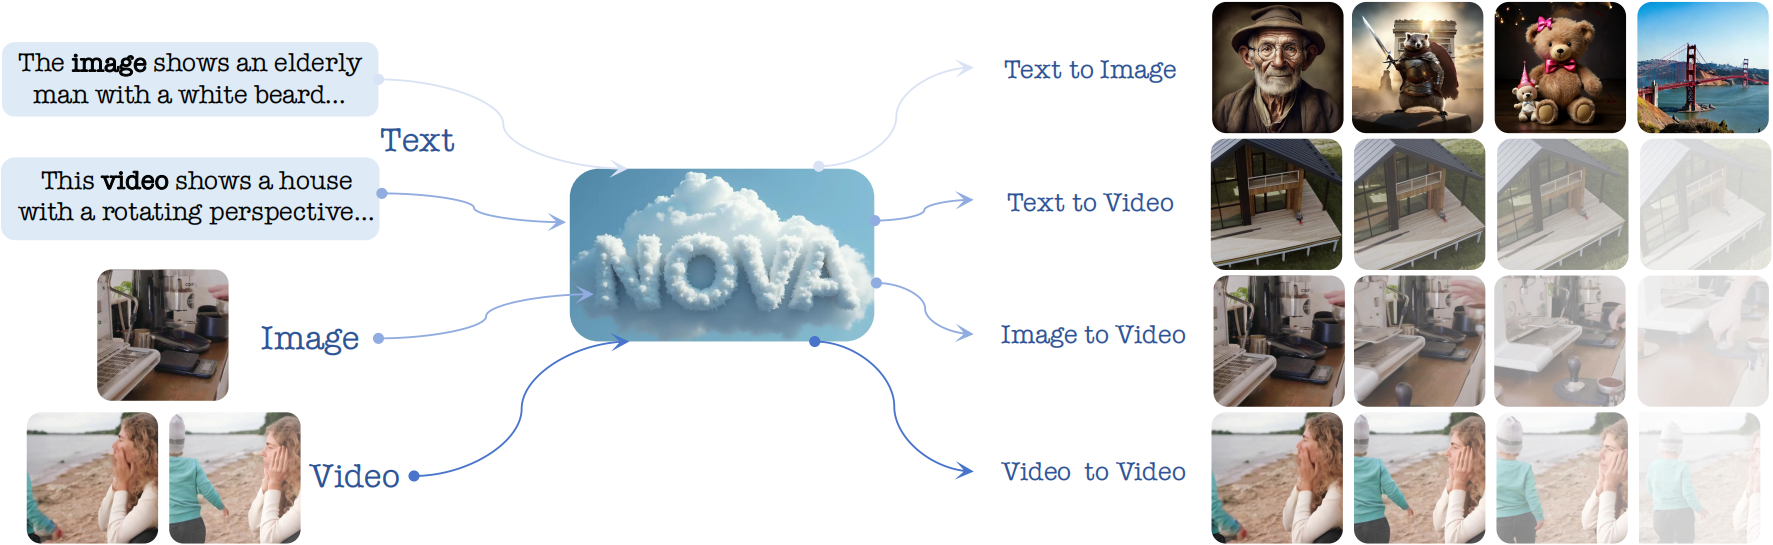 The image shows an elderly
man with a white beard...
Text
This video shows a house
with a rotating perspective...
Image
Video
NOVA
Text to Image
Text to Video
Image to Video
Video to Video